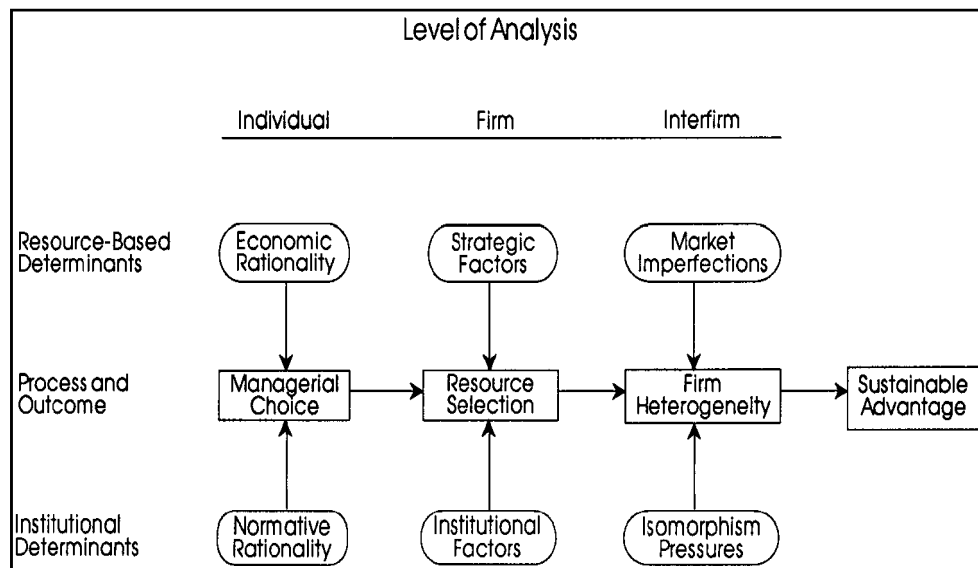 Level of Analysis
Individual Firm Interfirm
Resource-Based Determinants
Economic Rationality
Strategic Factors
Market Imperfections
Process and Outcome
Managerial Choice
Resource Selection
Firm Heterogeneity
Sustainable Advantage
Institutional Determinants
Normative Rationality
Institutional Factors
Isomorphism Pressures